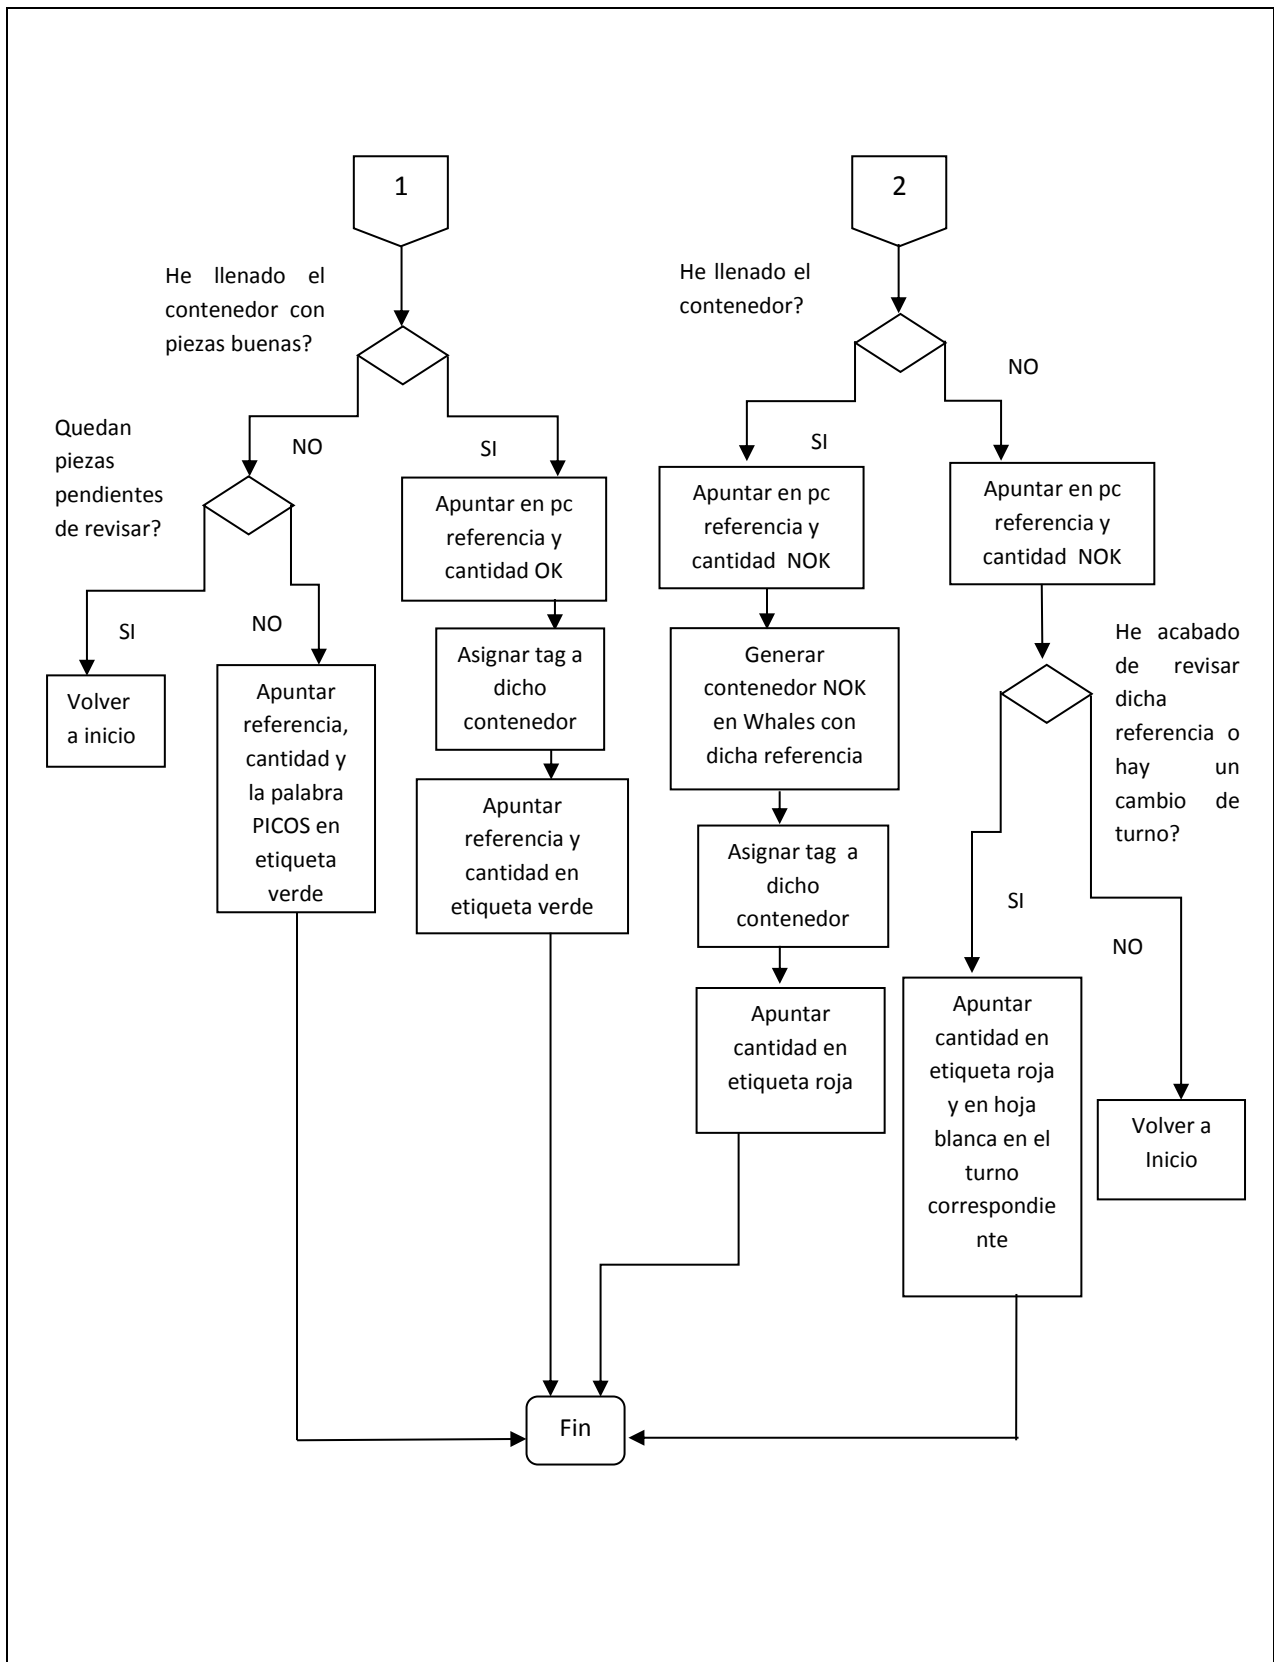 1
He llenado el
contenedor con
piezas buenas?
NO
SI
Quedan
piezas
pendientes
de revisar?
SI
NO
Volver
a inicio
Apuntar
referencia,
cantidad y
la palabra
PICOS en
etiqueta
verde
Apuntar en pc
referencia y
cantidad OK
Asignar tag a
dicho
contenedor
Apuntar
referencia y
cantidad en
etiqueta verde
2
He llenado el
contenedor?
SI
NO
Apuntar en pc
referencia y
cantidad NOK
Generar
contenedor NOK
en Whales con
dicha referencia
Asignar tag a
dicho
contenedor
Apuntar
cantidad en
etiqueta roja
Apuntar en pc
referencia y
cantidad NOK
He acabado
de revisar
dicha
referencia o
hay un
cambio de
turno?
SI
NO
Apuntar
cantidad en
etiqueta roja
y en hoja
blanca en el
turno
correspondie
nte
Volver a
Inicio
Fin